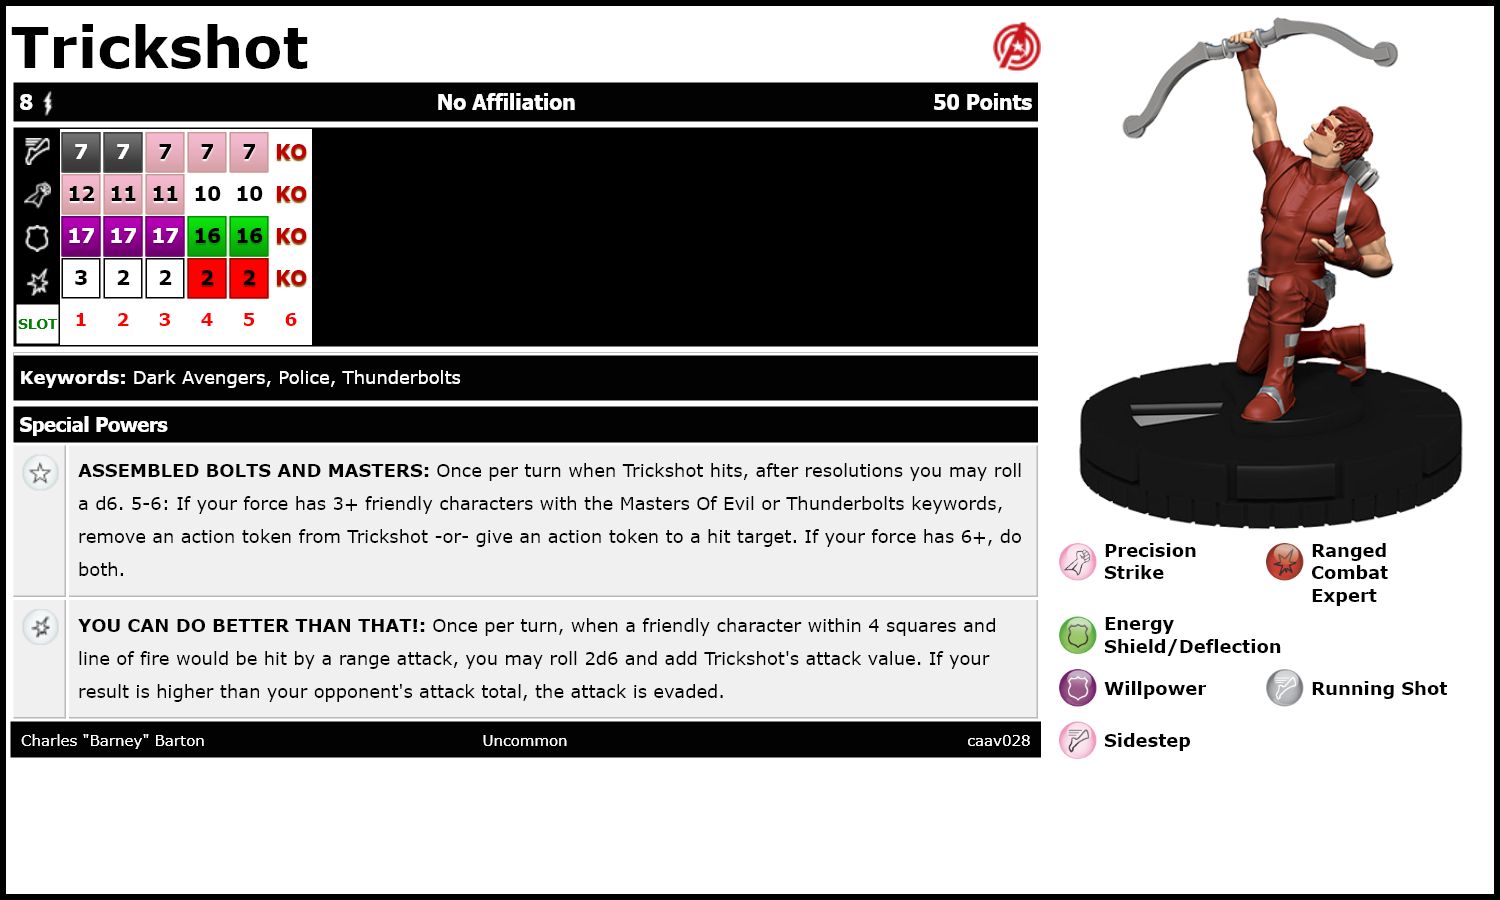 Trickshot
8 No Affiliation 50 Points
7 7 7 7 7 KO
12 11 11 10 10 KO
17 17 17 16 16 KO
3 2 2 2 2 KO
SLOT 1 2 3 4 5 6
Keywords: Dark Avengers, Police, Thunderbolts
Special Powers
ASSEMBLED BOLTS AND MASTERS: Once per turn when Trickshot hits, after resolutions you may roll
a d6. 5-6: If your force has 3+ friendly characters with the Masters Of Evil or Thunderbolts keywords,
remove an action token from Trickshot -or- give an action token to a hit target. If your force has 6+, do
both.
YOU CAN DO BETTER THAN THAT!: Once per turn, when a friendly character within 4 squares and
line of fire would be hit by a range attack, you may roll 2d6 and add Trickshot's attack value. If your
result is higher than your opponent's attack total, the attack is evaded.
Charles "Barney" Barton Uncommon caav028
Precision
Strike
Ranged
Combat
Expert
Energy
Shield/Deflection
Willpower
Running Shot
Sidestep